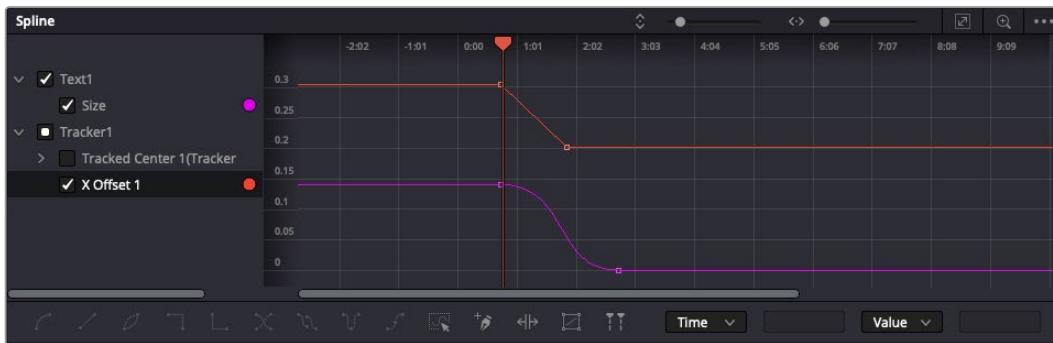 Spline
-2:02 -1:01 0:00 1:01 2:02 3:03 4:04 5:05 6:06 7:07 8:08 9:09
Text1
Size
Tracker1
Tracked Center 1(Tracker
X Offset 1
0.3
0.25
0.2
0.15
0.1
0.05
0
Time Value